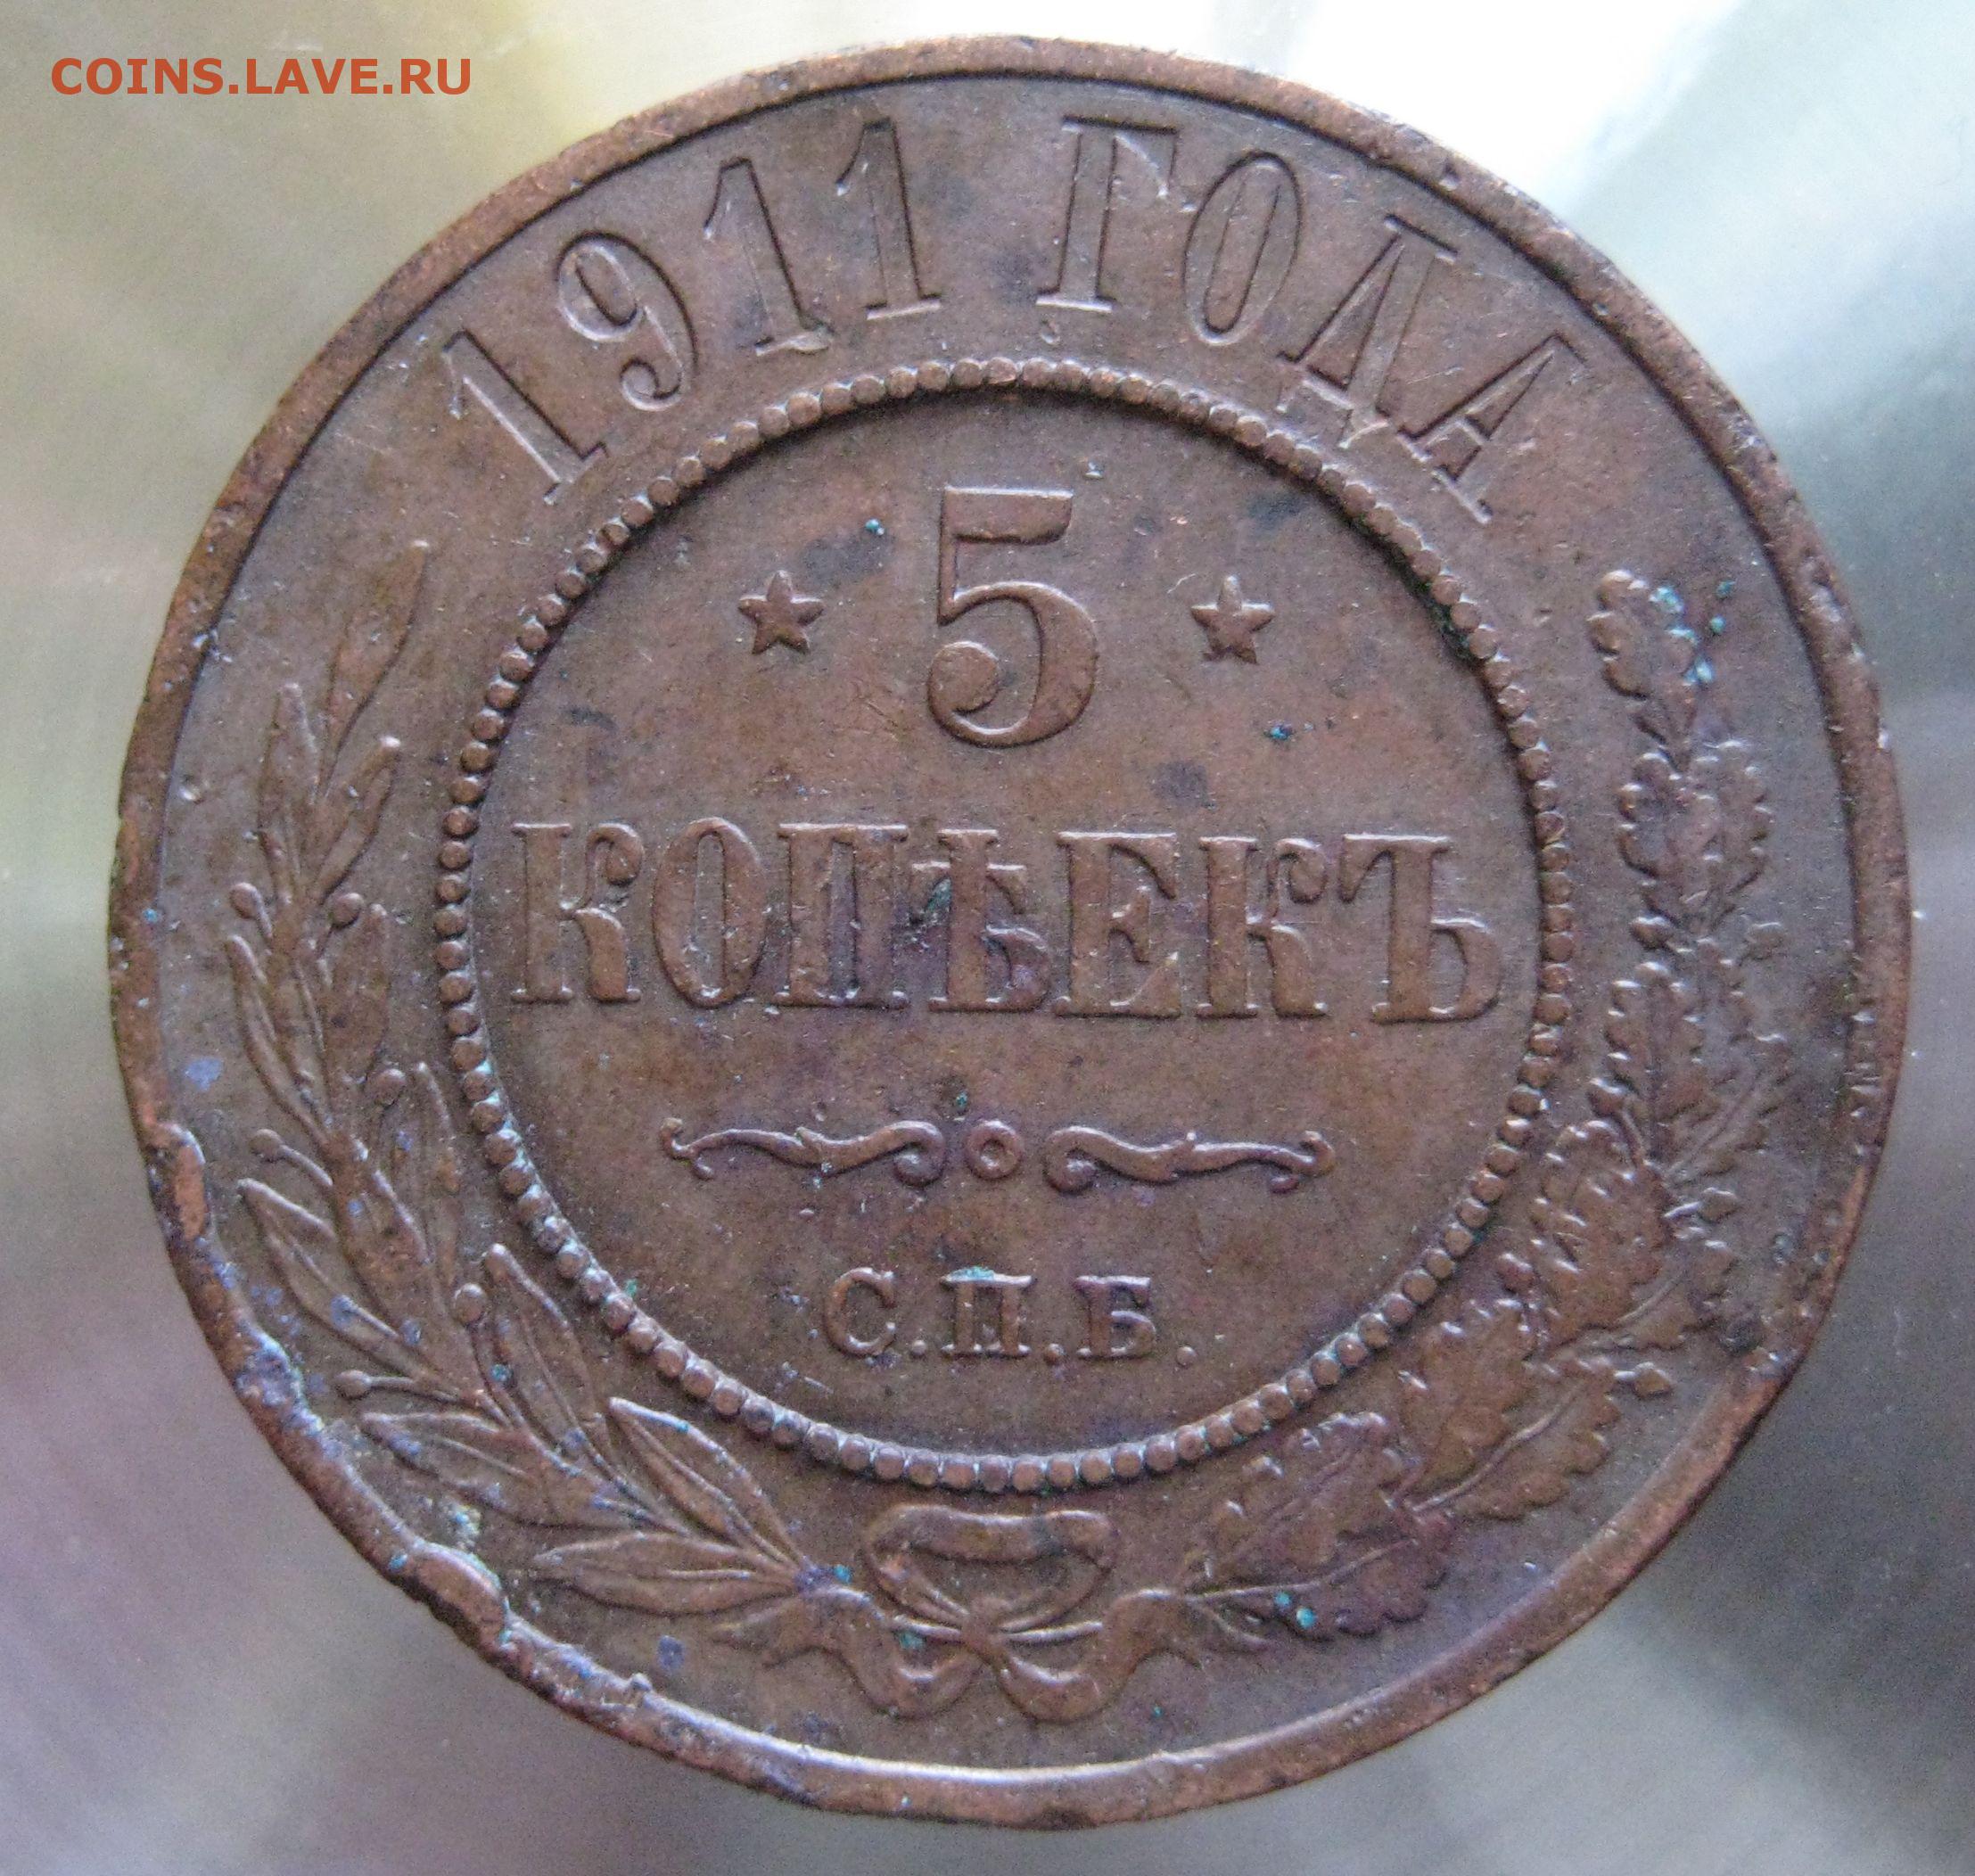 COINS.LAVE.RU
1911 ГОДА
5
КОПѢЕКЪ
С.П.Б.